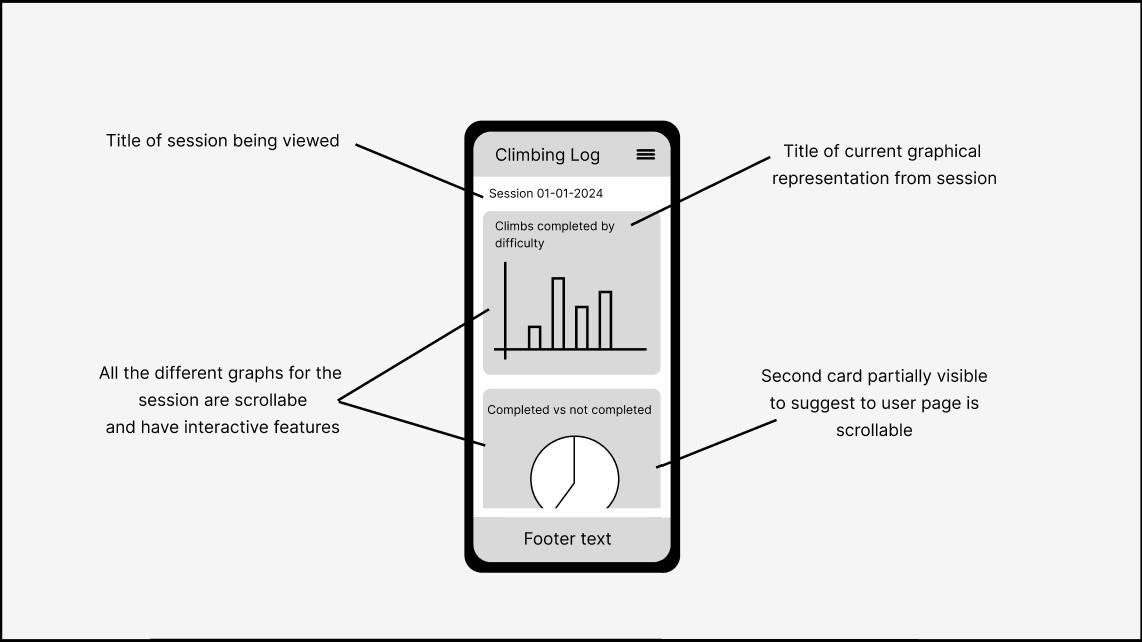 Title of session being viewed
Climbing Log
Title of current graphical
representation from session
Session 01-01-2024
Climbs completed by
difficulty
All the different graphs for the
session are scrollabe
and have interactive features
Second card partially visible
to suggest to user page is
scrollable
Completed vs not completed
Footer text